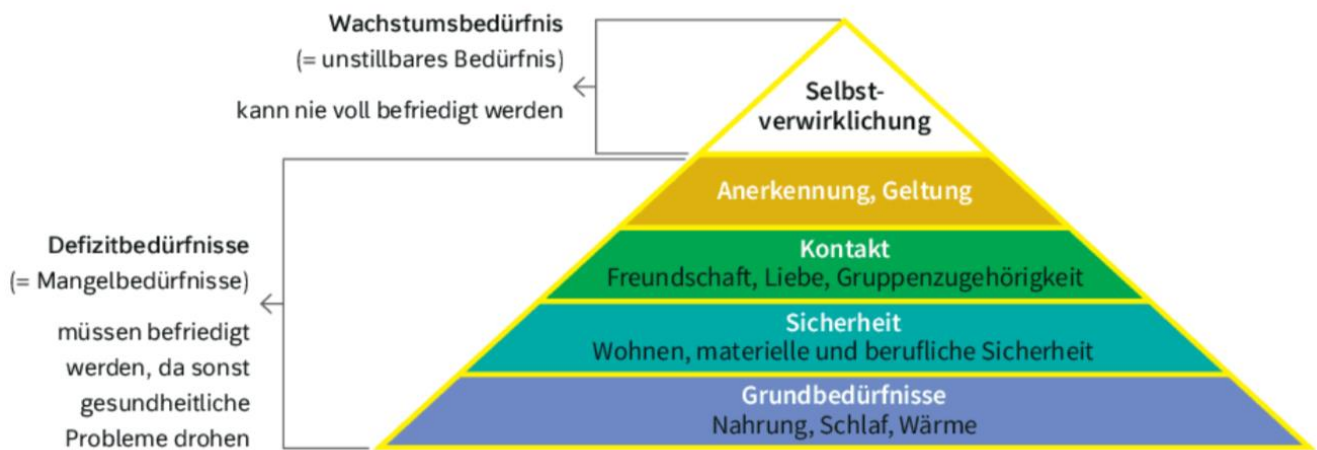 Wachstumsbedürfnis
(= unstillbares Bedürfnis)
kann nie voll befriedigt werden
Selbst-
verwirklichung
Anerkennung, Geltung
Defizitbedürfnisse
(= Mangelbedürfnisse)
müssen befriedigt
werden, da sonst
gesundheitliche
Probleme drohen
Kontakt
Freundschaft, Liebe, Gruppenzugehörigkeit
Sicherheit
Wohnen, materielle und berufliche Sicherheit
Grundbedürfnisse
Nahrung, Schlaf, Wärme